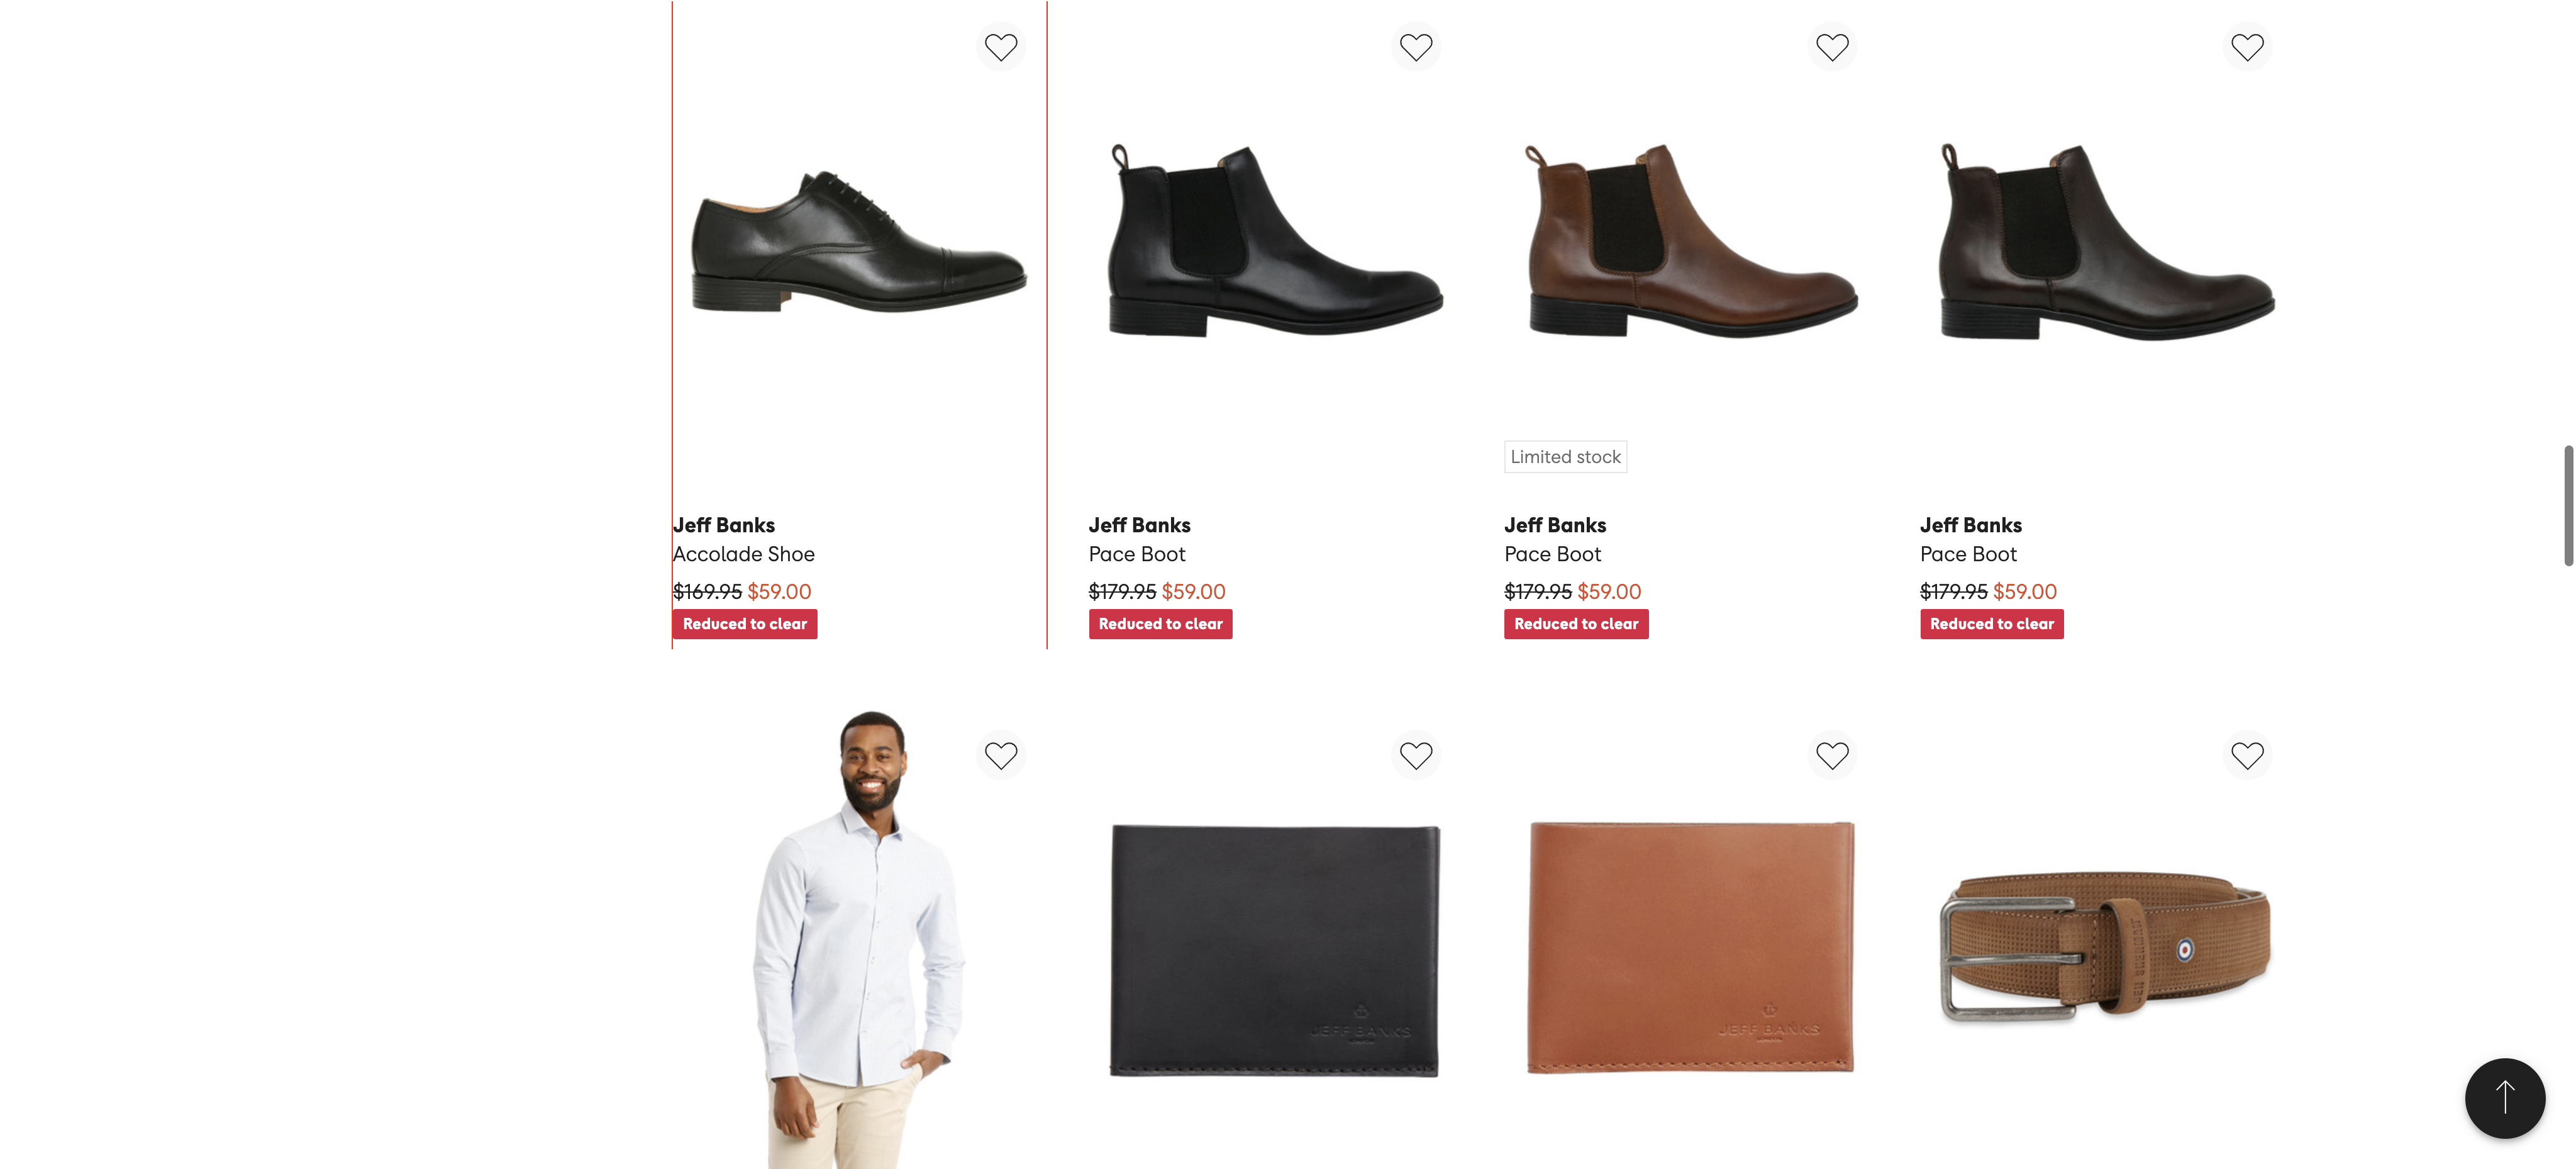 Limited stock
Jeff Banks
Accolade Shoe
$169.95 $59.00
Reduced to clear
Jeff Banks
Pace Boot
$179.95 $59.00
Reduced to clear
Jeff Banks
Pace Boot
$179.95 $59.00
Reduced to clear
Jeff Banks
Pace Boot
$179.95 $59.00
Reduced to clear
JEFF BANKS
JEFF BANKS